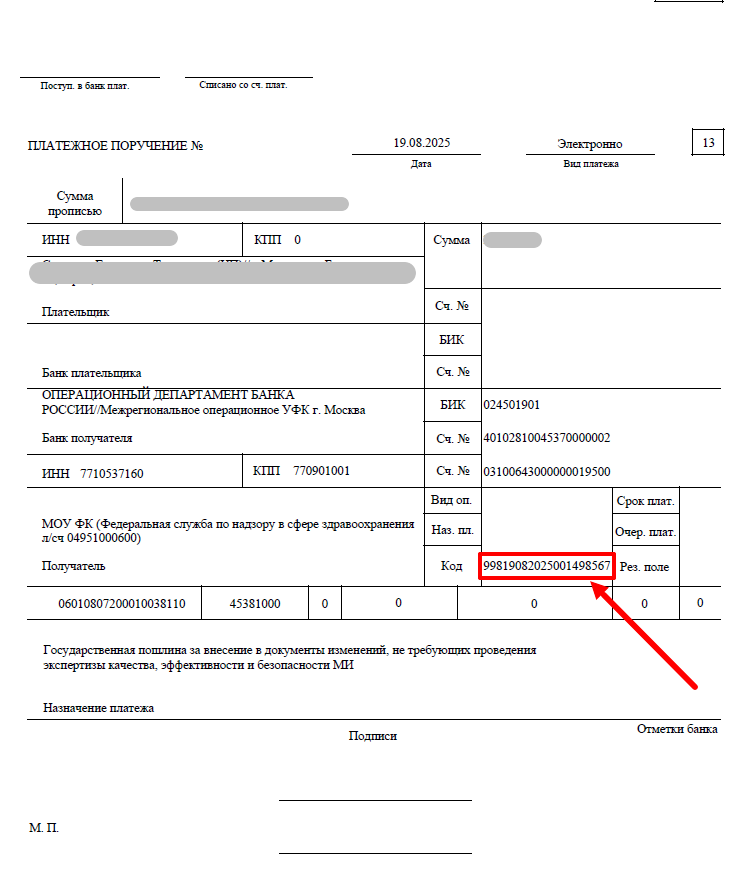 Поступ. в банк плат. Списано со сч. плат.
ПЛАТЕЖНОЕ ПОРУЧЕНИЕ № 19.08.2025 Электронно 13
Дата Вид платежа
Сумма
прописью
ИНН КПП 0 Сумма
Плательщик Сч. №
БИК
Банк плательщика Сч. №
ОПЕРАЦИОННЫЙ ДЕПАРТАМЕНТ БАНКА
РОССИИ//Межрегиональное операционное УФК г. Москва БИК 024501901
Банк получателя Сч. № 40102810045370000002
ИНН 7710537160 КПП 770901001 Сч. № 03100643000000019500
Вид оп. Срок плат.
МОУ ФК (Федеральная служба по надзору в сфере здравоохранения
л/сч 04951000600) Наз. пл. Очер. плат.
Получатель Код 99819082025001498567 Рез. поле
06010807200010038110 45381000 0 0 0 0 0
Государственная пошлина за внесение в документы изменений, не требующих проведения
экспертизы качества, эффективности и безопасности МИ
Назначение платежа
Подписи Отметки банка
М. П.